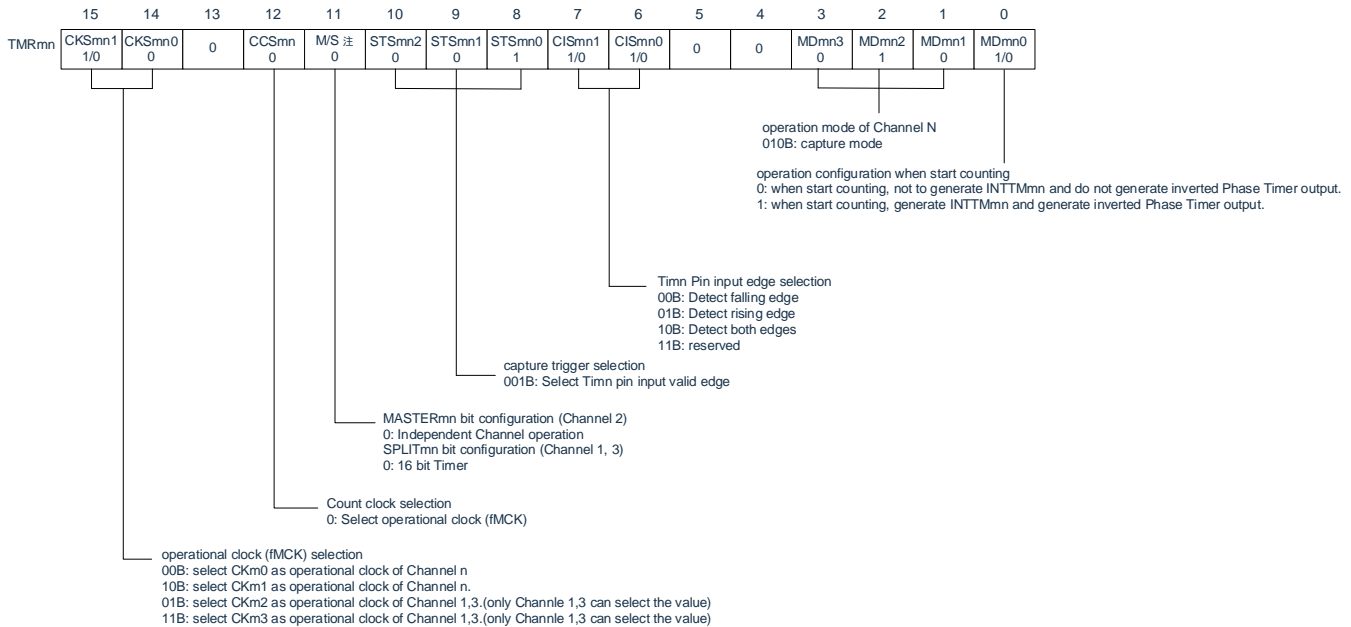 15 14 13 12 11 10 9 8 7 6 5 4 3 2 1 0
TMRmn CKSmn1 CKSmn0 0 CCSmn M/S 注 STSmn2 STSmn1 STSmn0 CISmn1 CISmn0 0 0 MDmn3 MDmn2 MDmn1 MDmn0
1/0 0 0 0 0 0 1 1/0 1/0 0 1 0 1/0
operation mode of Channel N
010B: capture mode
operation configuration when start counting
0: when start counting, not to generate INTTMmn and do not generate inverted Phase Timer output.
1: when start counting, generate INTTMmn and generate inverted Phase Timer output.
Timn Pin input edge selection
00B: Detect falling edge
01B: Detect rising edge
10B: Detect both edges
11B: reserved
capture trigger selection
001B: Select Timn pin input valid edge
MASTERmn bit configuration (Channel 2)
0: Independent Channel operation
SPLITmn bit configuration (Channel 1, 3)
0: 16 bit Timer
Count clock selection
0: Select operational clock (fMCK)
operational clock (fMCK) selection
00B: select CKm0 as operational clock of Channel n
10B: select CKm1 as operational clock of Channel n.
01B: select CKm2 as operational clock of Channel 1,3.(only Channle 1,3 can select the value)
11B: select CKm3 as operational clock of Channel 1,3.(only Channle 1,3 can select the value)